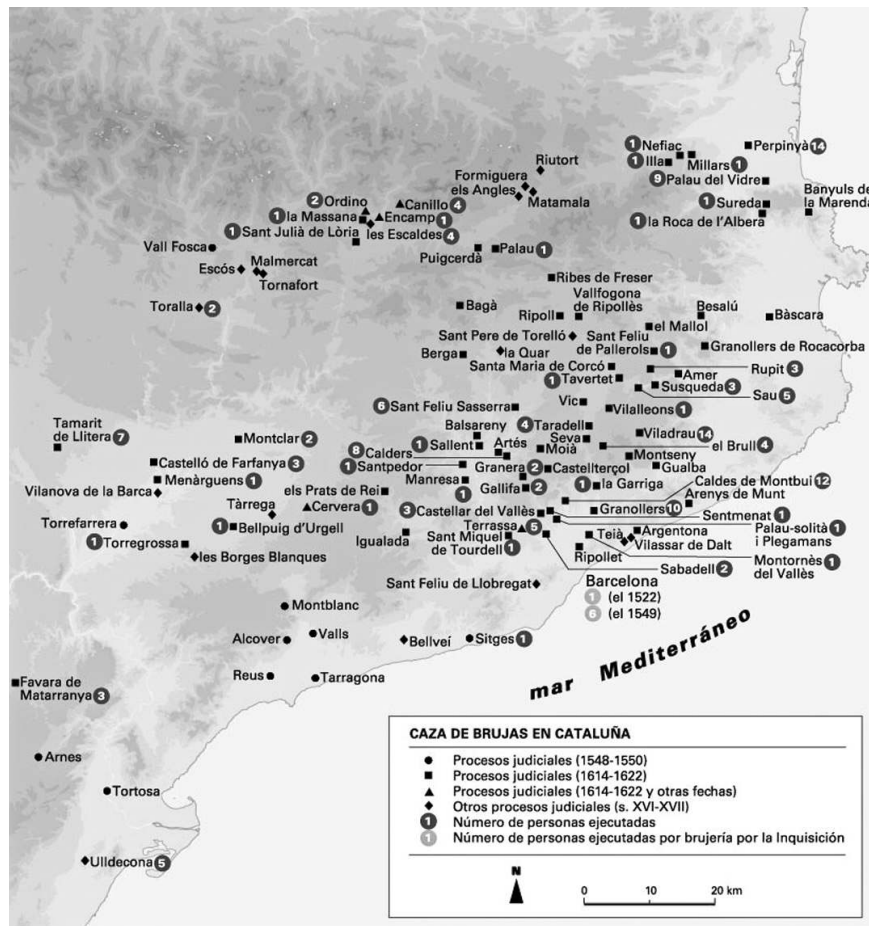 Nefiac 1
Perpinyà 14
Illa 1
Millars 1
Riutort
Formiguera
els Angles
Matamala
9 Palau del Vidre
Banyuls de
la Marenda
1 Sureda
1 la Roca de l'Albera
2 Ordino
Canillo 4
1 la Massana
Encamp 1
1 Sant Julià de Lòria
les Escaldes 4
Vall Fosca
Puigcerdà
Palau 1
Escós
Malmercat
Tornafort
Ribes de Freser
Toralla 2
Bagà
Vallfogona
de Ripollès
Ripoll
Besalú
Bàscara
el Mallol
Sant Pere de Torelló
Sant Feliu
de Pallerols 1
Granollers de Rocacorba
Berga
la Quar
Santa Maria de Corcó
Rupit 3
Amer
1 Tavertet
Susqueda 3
Sau 5
6 Sant Feliu Sasserra
Vic
Vilalleons 1
Tamarit
de Llitera 7
Montclar 2
Balsareny
4 Taradell
Viladrau 14
Seva
8 Calders
1 Sallent
Artés
Moià
el Brull 4
Montseny
Castelló de Farfanya 3
1 Santpedor
Granera 2
Castellterçol
Gualba
Menàrguens 1
Manresa
1
1 la Garriga
Caldes de Montbui 12
Vilanova de la Barca
els Prats de Rei
Gallifa 2
Arenys de Munt
Tàrrega
Cervera 1
3 Castellar del Vallès
Granollers 10
Sentmenat 1
Torrefarrera
1 Bellpuig d'Urgell
Terrassa 5
Teià
Argentona
Palau-solità
i Plegamans 1
1 Torregrossa
Igualada
Sant Miquel
de Tourdell 1
Vilassar de Dalt
les Borges Blanques
Ripollet
Montornès
del Vallès 1
Sabadell 2
Sant Feliu de Llobregat
Barcelona
1 (el 1522)
6 (el 1549)
Montblanc
Alcover
Valls
Bellveí
Sitges 1
mar Mediterráneo
Reus
Tarragona
Favara de
Matarranya 3
Arnes
Tortosa
Ulldecona 5
CAZA DE BRUJAS EN CATALUÑA
Procesos judiciales (1548-1550)
Procesos judiciales (1614-1622)
Procesos judiciales (1614-1622 y otras fechas)
Otros procesos judiciales (s. XVI-XVII)
1 Número de personas ejecutadas
1 Número de personas ejecutadas por brujería por la Inquisición
N
0 10 20 km